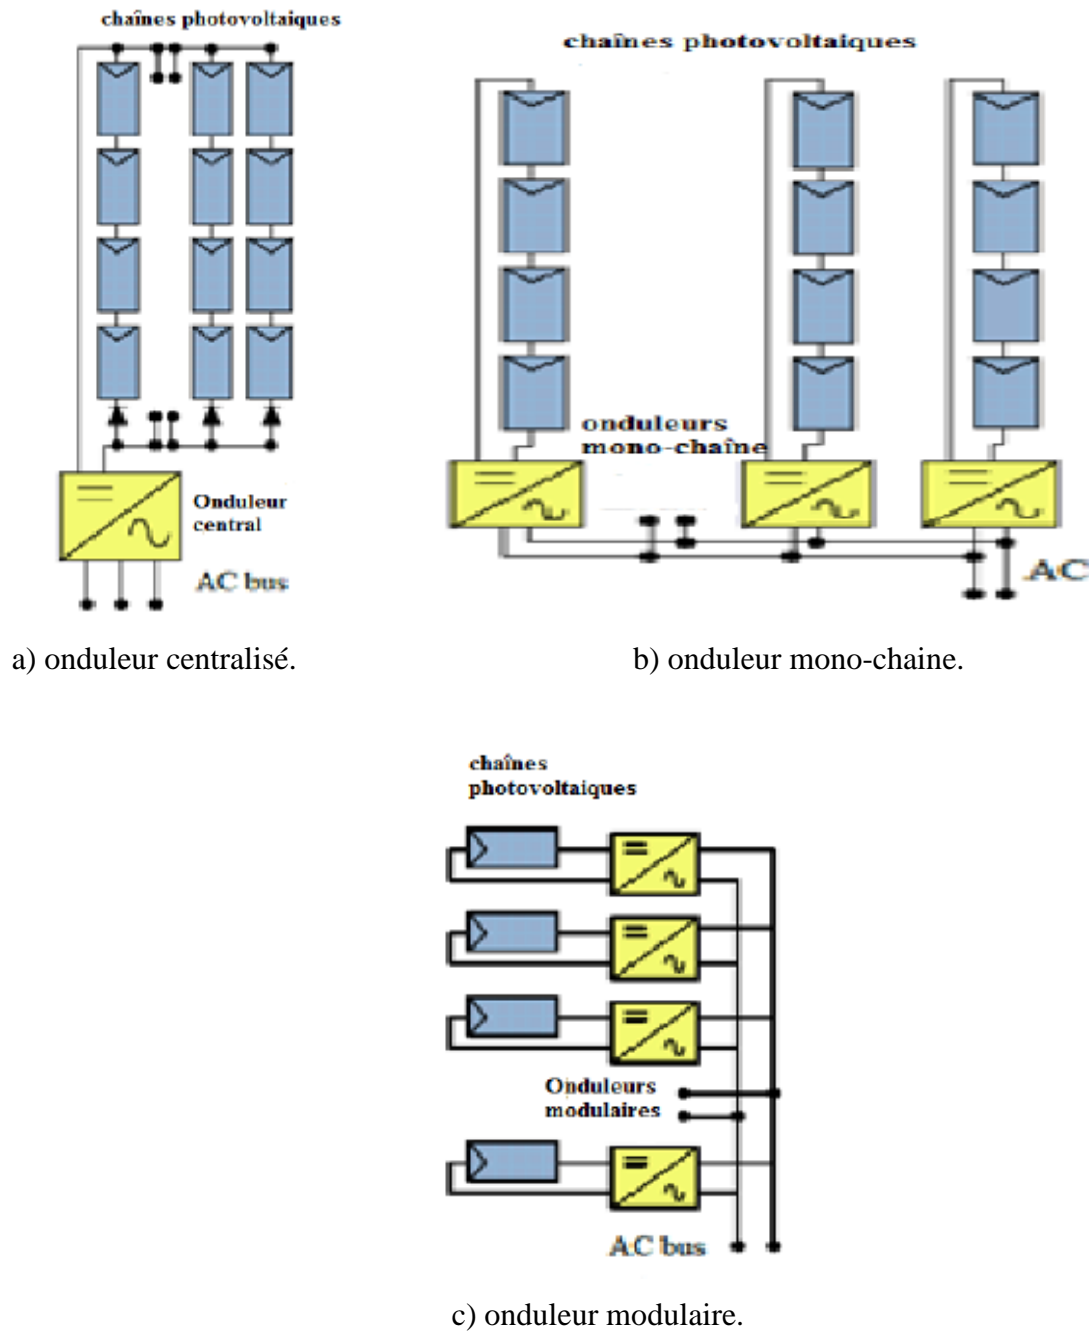 chaînes photovoltaiques
Onduleur
central
AC bus
a) onduleur centralisé.
chaînes photovoltaiques
onduleurs
mono-chaîne
AC
b) onduleur mono-chaine.
chaînes
photovoltaiques
Onduleurs
modulaires
AC bus
c) onduleur modulaire.